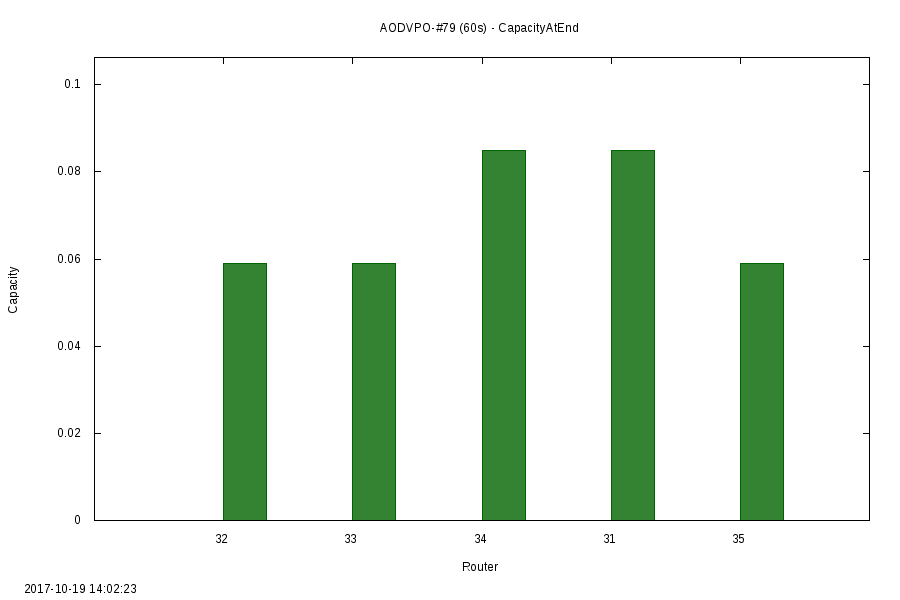 AODVPO-#79 (60s) - CapacityAtEnd
0.1
0.08
0.06
0.04
0.02
0
Capacity
32 33 34 31 35
Router
2017-10-19 14:02:23